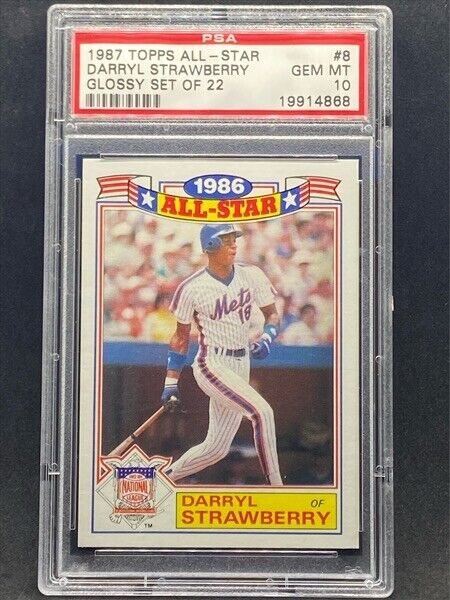 PSA
1987 TOPPS ALL-STAR #8
DARRYL STRAWBERRY GEM MT
GLOSSY SET OF 22 10
19914868
1986
ALL-STAR
Mets
18
NATIONAL
LEAGUE
TM
DARRYL OF
STRAWBERRY